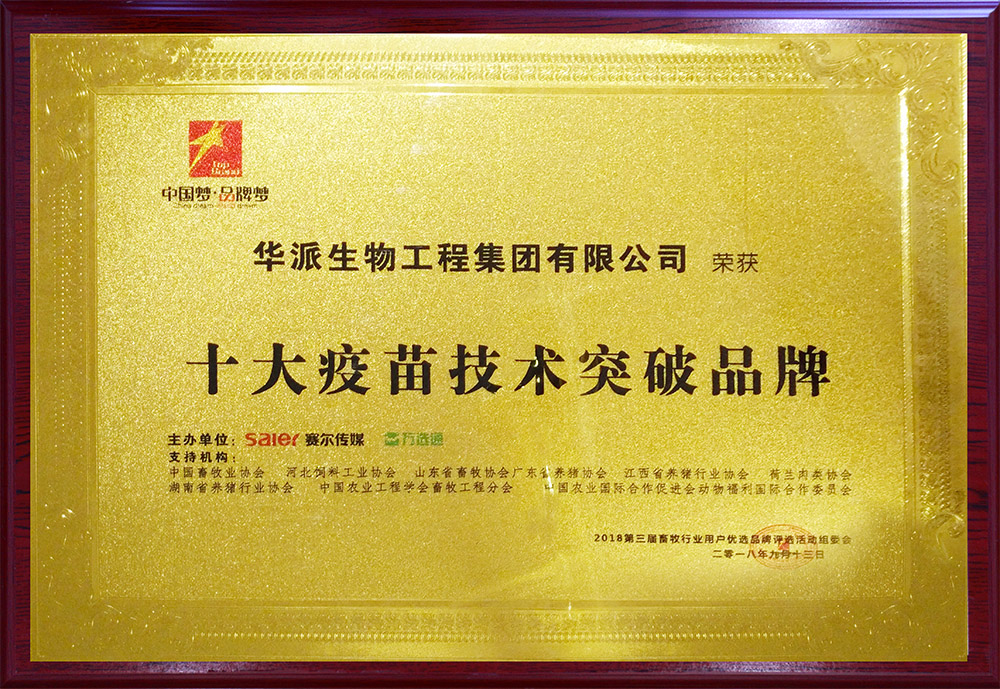 Top
Brand
中国梦·品牌梦
China dream · brand dream
华派生物工程集团有限公司 荣获
十大疫苗技术突破品牌
主办单位：saier 赛尔传媒 万选通
支持机构：
中国畜牧业协会 河北饲料工业协会 山东省畜牧协会广东省养猪协会 江西省养猪行业协会 荷兰肉类协会
湖南省养猪行业协会 中国农业工程学会畜牧工程分会 中国农业国际合作促进会动物福利国际合作委员会
2018第三届畜牧行业用户优选品牌评选活动组委会
二零一八年九月十三日